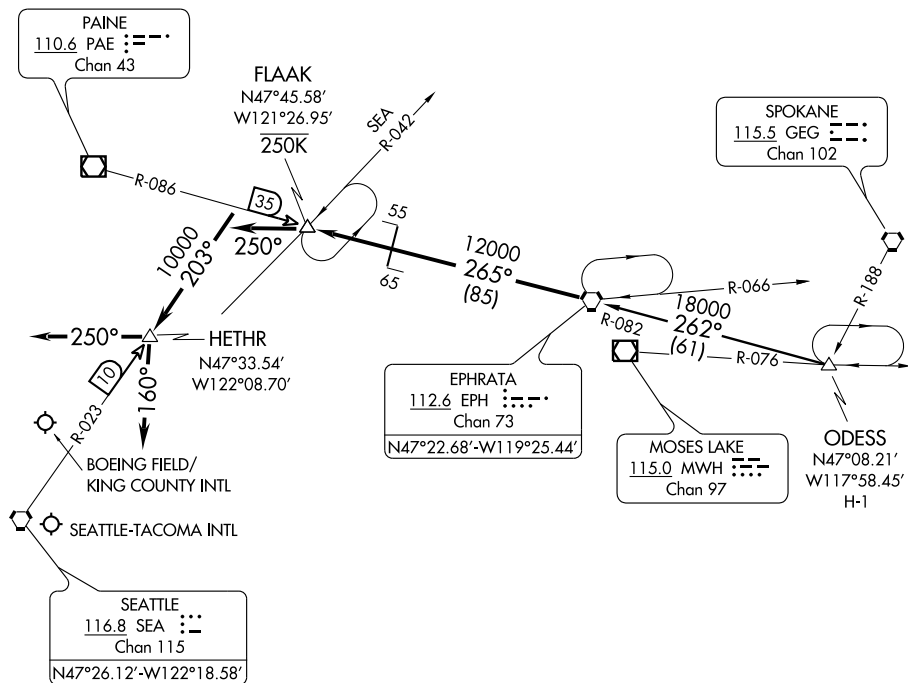 PAINE
110.6 PAE
Chan 43
FLAAK
N47°45.58'
W121°26.95'
250K
SEA
R-042
SPOKANE
115.5 GEG
Chan 102
R-086
35
250°
10000
203°
55
65
12000
265°
(85)
R-066
18000
262°
(61)
R-082
R-076
R-188
250°
HETHR
N47°33.54'
W122°08.70'
10
R-023
160°
BOEING FIELD/
KING COUNTY INTL
SEATTLE-TACOMA INTL
EPHRATA
112.6 EPH
Chan 73
N47°22.68'-W119°25.44'
MOSES LAKE
115.0 MWH
Chan 97
ODESS
N47°08.21'
W117°58.45'
H-1
SEATTLE
116.8 SEA
Chan 115
N47°26.12'-W122°18.58'